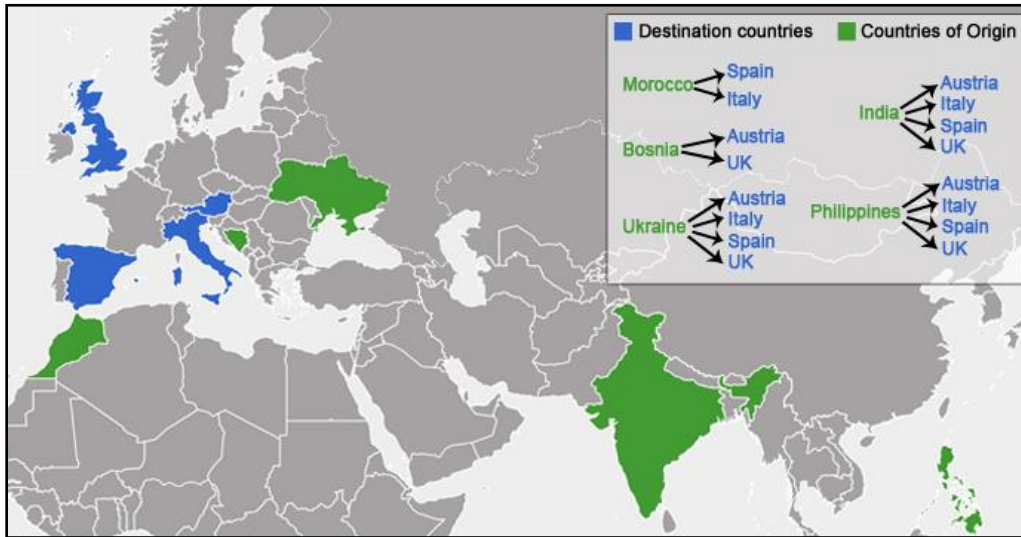 Destination countries
Countries of Origin
Morocco
Spain
Italy
Bosnia
Austria
UK
Ukraine
Austria
Italy
Spain
UK
India
Austria
Italy
Spain
UK
Philippines
Austria
Italy
Spain
UK